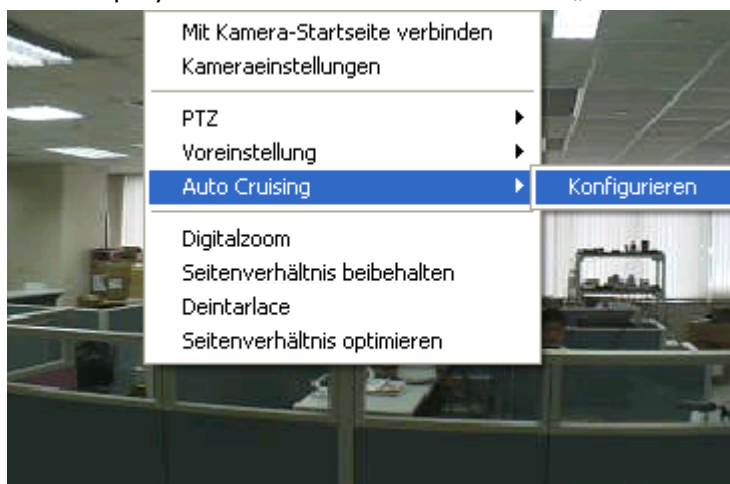 Mit Kamera-Startseite verbinden
Kameraeinstellungen
PTZ
Voreinstellung
Auto Cruising
Konfigurieren
Digitalzoom
Seitenverhältnis beibehalten
Deintarlace
Seitenverhältnis optimieren